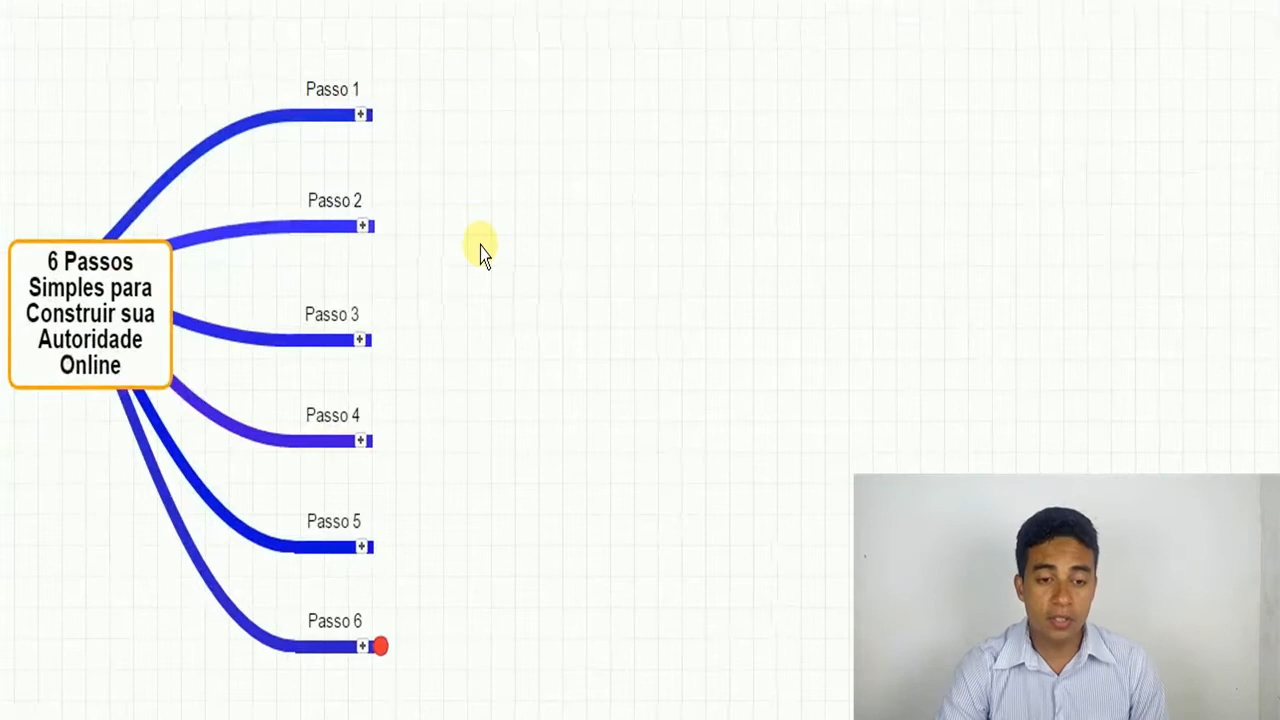 Passo 1
Passo 2
6 Passos
Simples para
Construir sua
Autoridade
Online
Passo 3
Passo 4
Passo 5
Passo 6